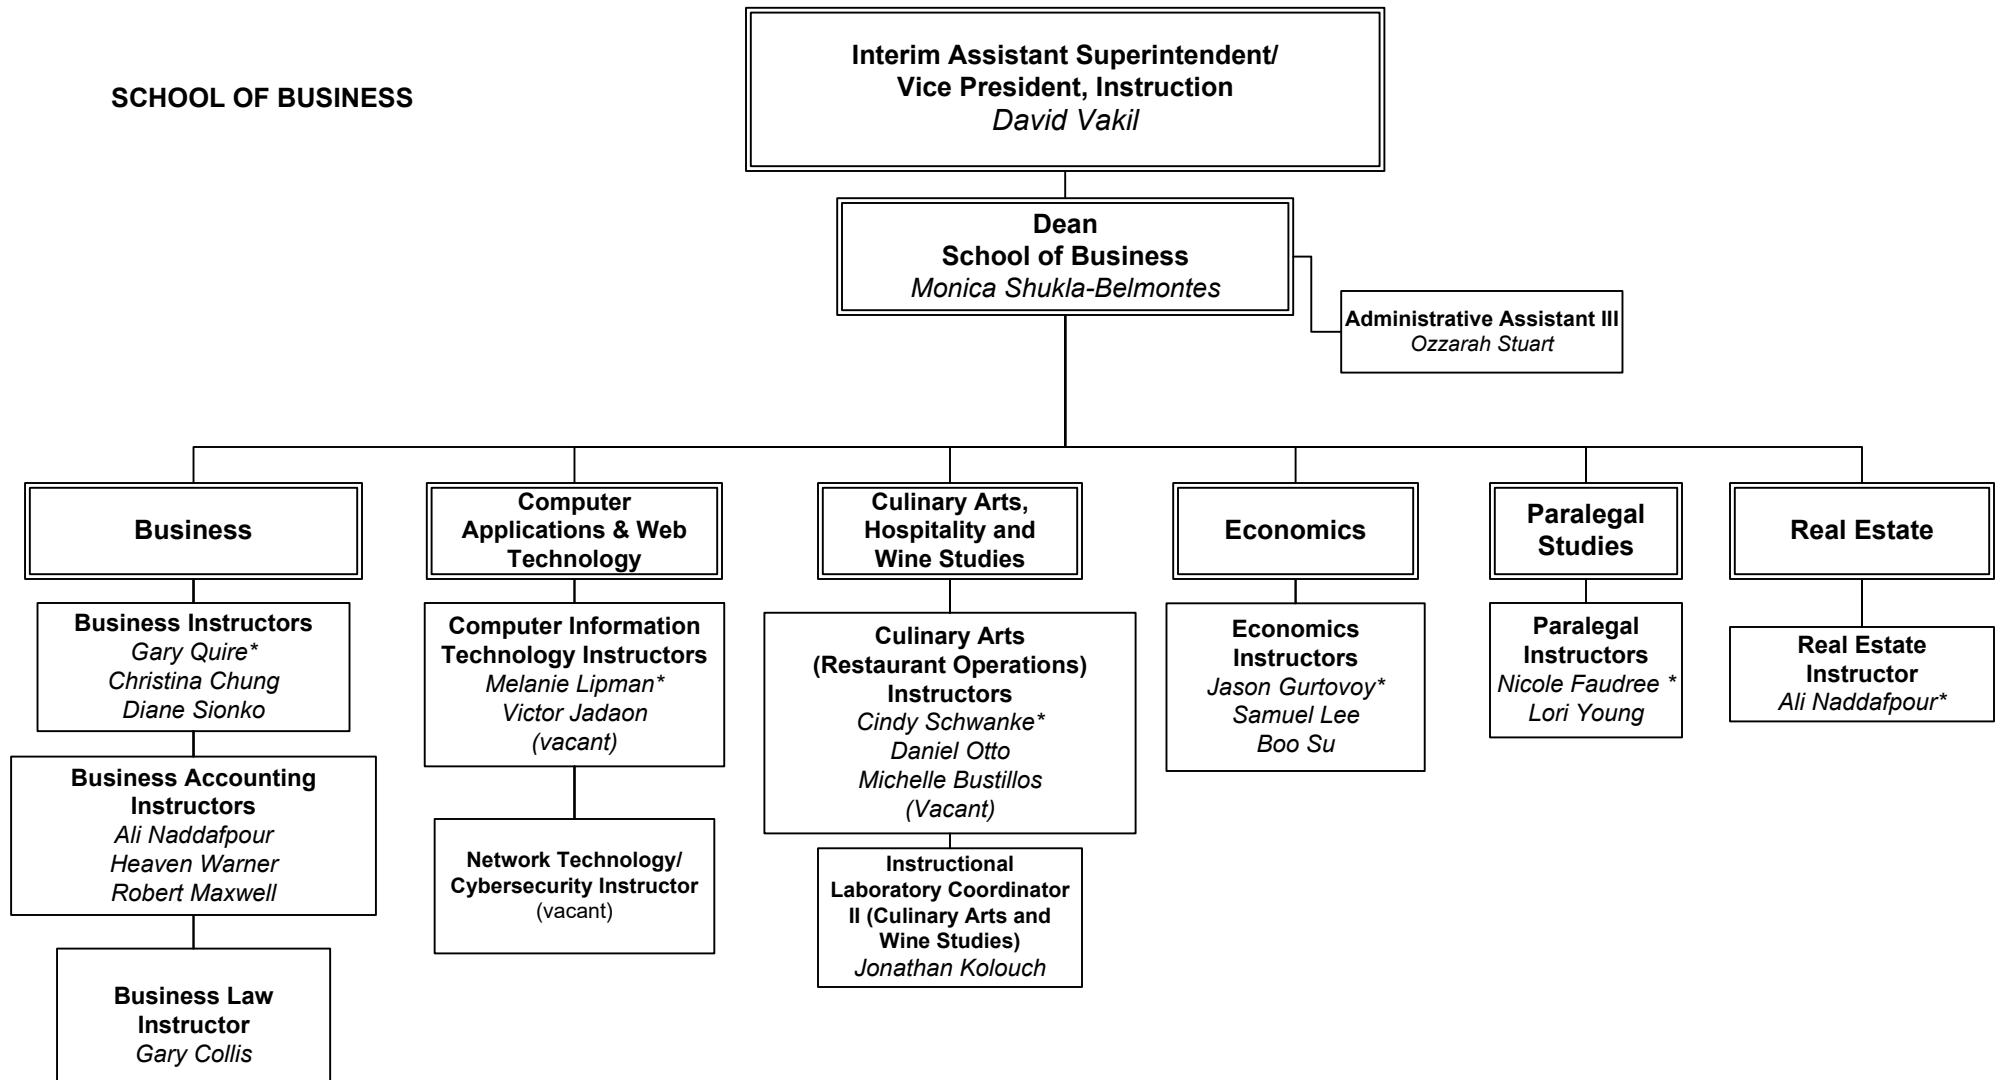 SCHOOL OF BUSINESS
Interim Assistant Superintendent/
Vice President, Instruction
David Vakil
Dean
School of Business
Monica Shukla-Belmontes
Administrative Assistant III
Ozzarah Stuart
Business
Business Instructors
Gary Quire*
Christina Chung
Diane Sionko
Business Accounting
Instructors
Ali Naddafpour
Heaven Warner
Robert Maxwell
Business Law
Instructor
Gary Collis
Computer
Applications & Web
Technology
Computer Information
Technology Instructors
Melanie Lipman*
Victor Jadaon
(vacant)
Network Technology/
Cybersecurity Instructor
(vacant)
Culinary Arts,
Hospitality and
Wine Studies
Culinary Arts
(Restaurant Operations)
Instructors
Cindy Schwanke*
Daniel Otto
Michelle Bustillos
(Vacant)
Instructional
Laboratory Coordinator
II (Culinary Arts and
Wine Studies)
Jonathan Kolouch
Economics
Economics
Instructors
Jason Gurtovoy*
Samuel Lee
Boo Su
Paralegal
Studies
Paralegal
Instructors
Nicole Faudree *
Lori Young
Real Estate
Real Estate
Instructor
Ali Naddafpour*